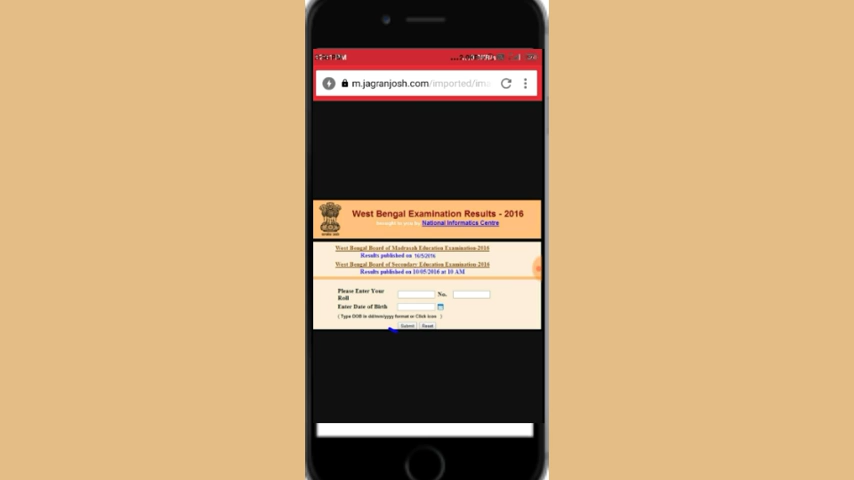 m.jagranjosh.com/imported/ima
West Bengal Examination Results - 2016
National Informatics Centre
West Bengal Board of Madrasah Education Examination-2016
Results published on 16/5/2016
West Bengal Board of Secondary Education Examination-2016
Results published on 10/05/2016 at 10 AM
Please Enter Your
Roll No.
Enter Date of Birth
( Type DOB in dd/mm/yyyy format or Click icon )
Submit Reset